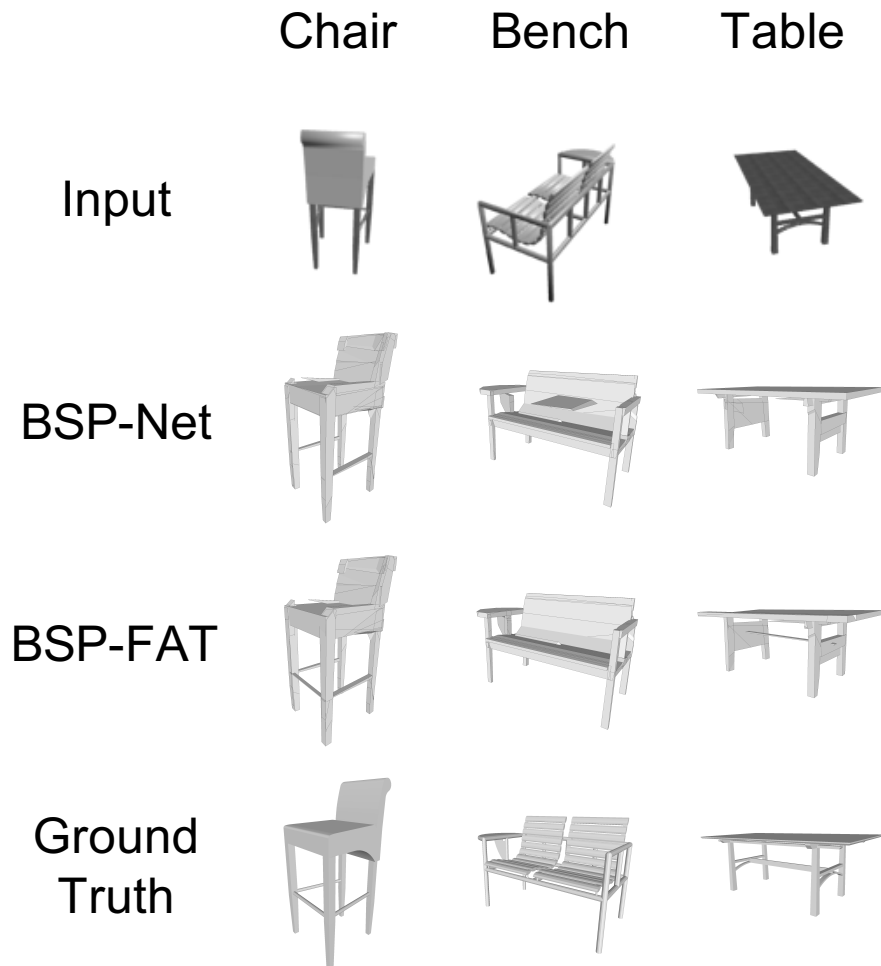 Chair Bench Table
Input
BSP-Net
BSP-FAT
Ground
Truth